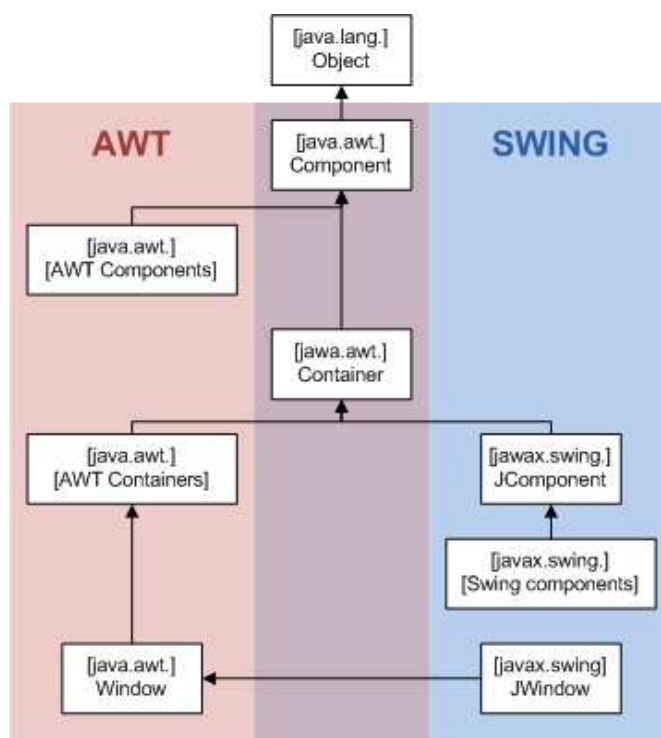 [java.lang.]
Object
AWT
SWING
[java.awt.]
Component
[java.awt.]
[AWT Components]
[jawa.awt.]
Container
[java.awt.]
[AWT Containers]
[jawax.swing.]
JComponent
[javax.swing.]
[Swing components]
[java.awt.]
Window
[javax.swing]
JWindow